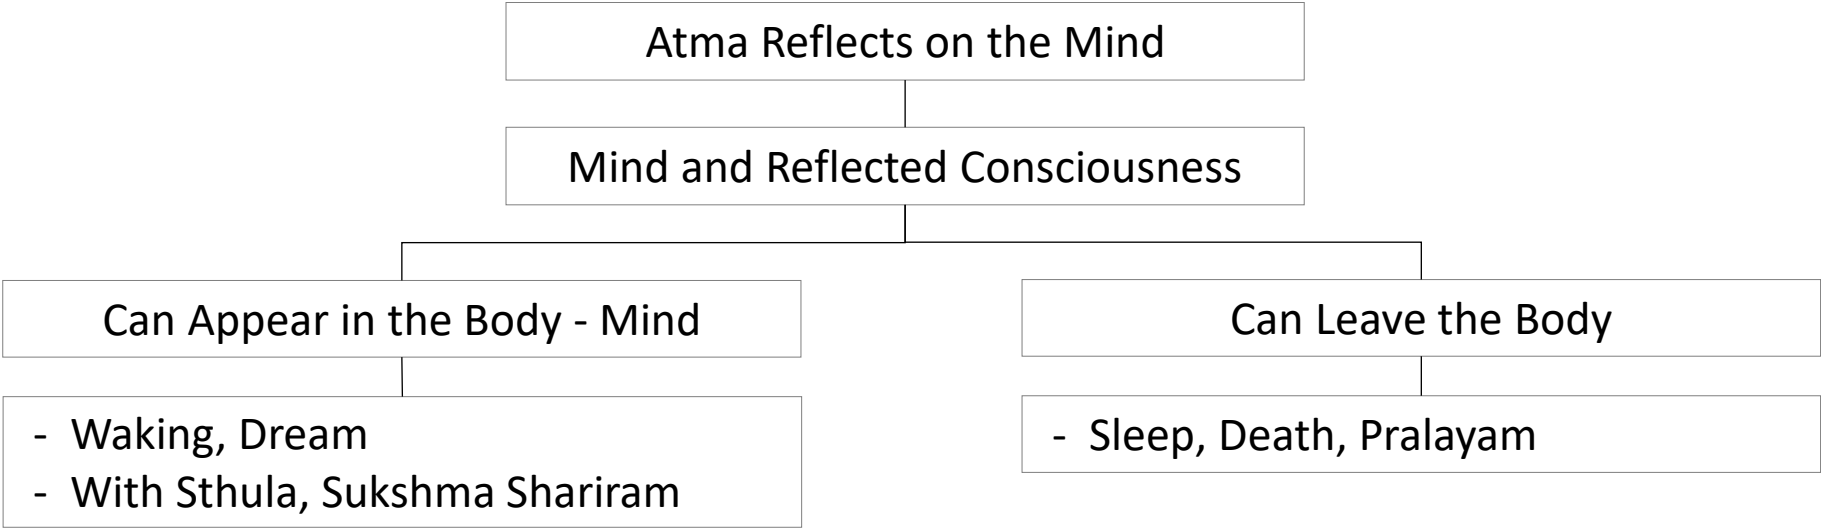 Atma Reflects on the Mind
Mind and Reflected Consciousness
Can Appear in the Body - Mind
Can Leave the Body
- Waking, Dream
- With Sthula, Sukshma Shariram
- Sleep, Death, Pralayam